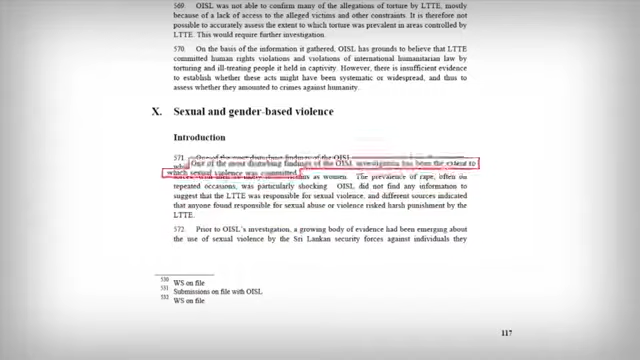 569. OISL was not able to confirm many of the allegations of torture by LTTE, mostly
because of a lack of access to the alleged victims and other constraints. It is therefore not
possible to accurately assess the extent to which torture was prevalent in areas controlled by
LTTE. This would require further investigation.
570. On the basis of the information it gathered, OISL has grounds to believe that LTTE
committed human rights violations and violations of international humanitarian law by
torturing and ill-treating people it held in captivity. However, there is insufficient evidence
to establish whether these acts might have been systematic or widespread, and thus to
assess whether they amounted to crimes against humanity.
X. Sexual and gender-based violence
Introduction
571. One of the most disturbing findings of the OISL
One of the most disturbing findings of the OISL investigation has been the extent to
which sexual violence was committed
as women. The prevalence of rape, often on
repeated occasions, was particularly shocking OISL did not find any information to
suggest that the LTTE was responsible for sexual violence, and different sources indicated
that anyone found responsible for sexual abuse or violence risked harsh punishment by the
LTTE.
572. Prior to OISL's investigation, a growing body of evidence had been emerging about
the use of sexual violence by the Sri Lankan security forces against individuals they
530 WS on file
531 Submissions on file with OISL
532 WS on file
117